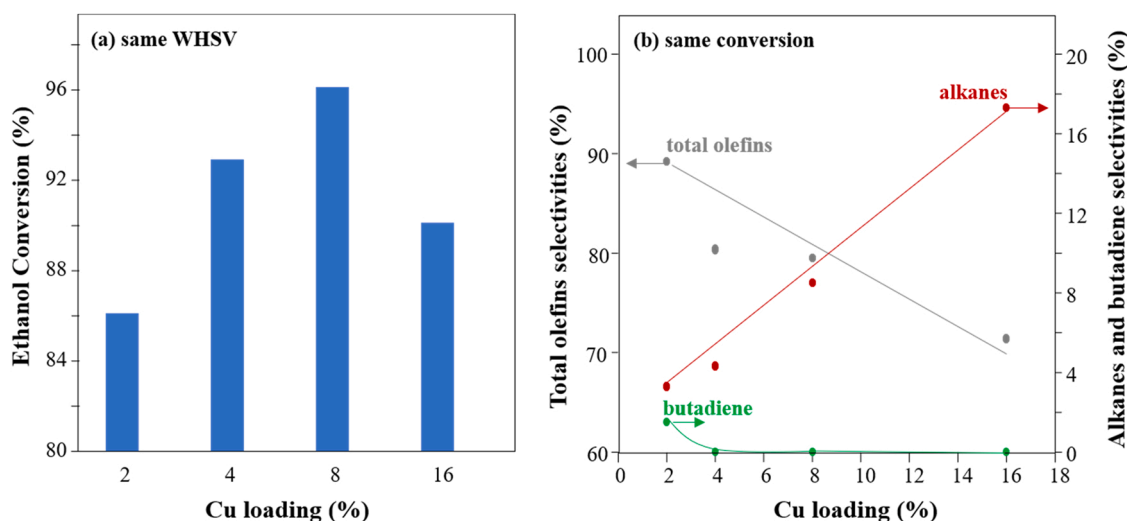 (a) same WHSV
Ethanol Conversion (%)
96
92
88
84
80
2 4 8 16
Cu loading (%)
(b) same conversion
Total olefins selectivities (%)
100
90
80
70
60
alkanes
total olefins
butadiene
20
16
12
8
4
0
Alkanes and butadiene selectivities (%)
0 2 4 6 8 10 12 14 16 18
Cu loading (%)